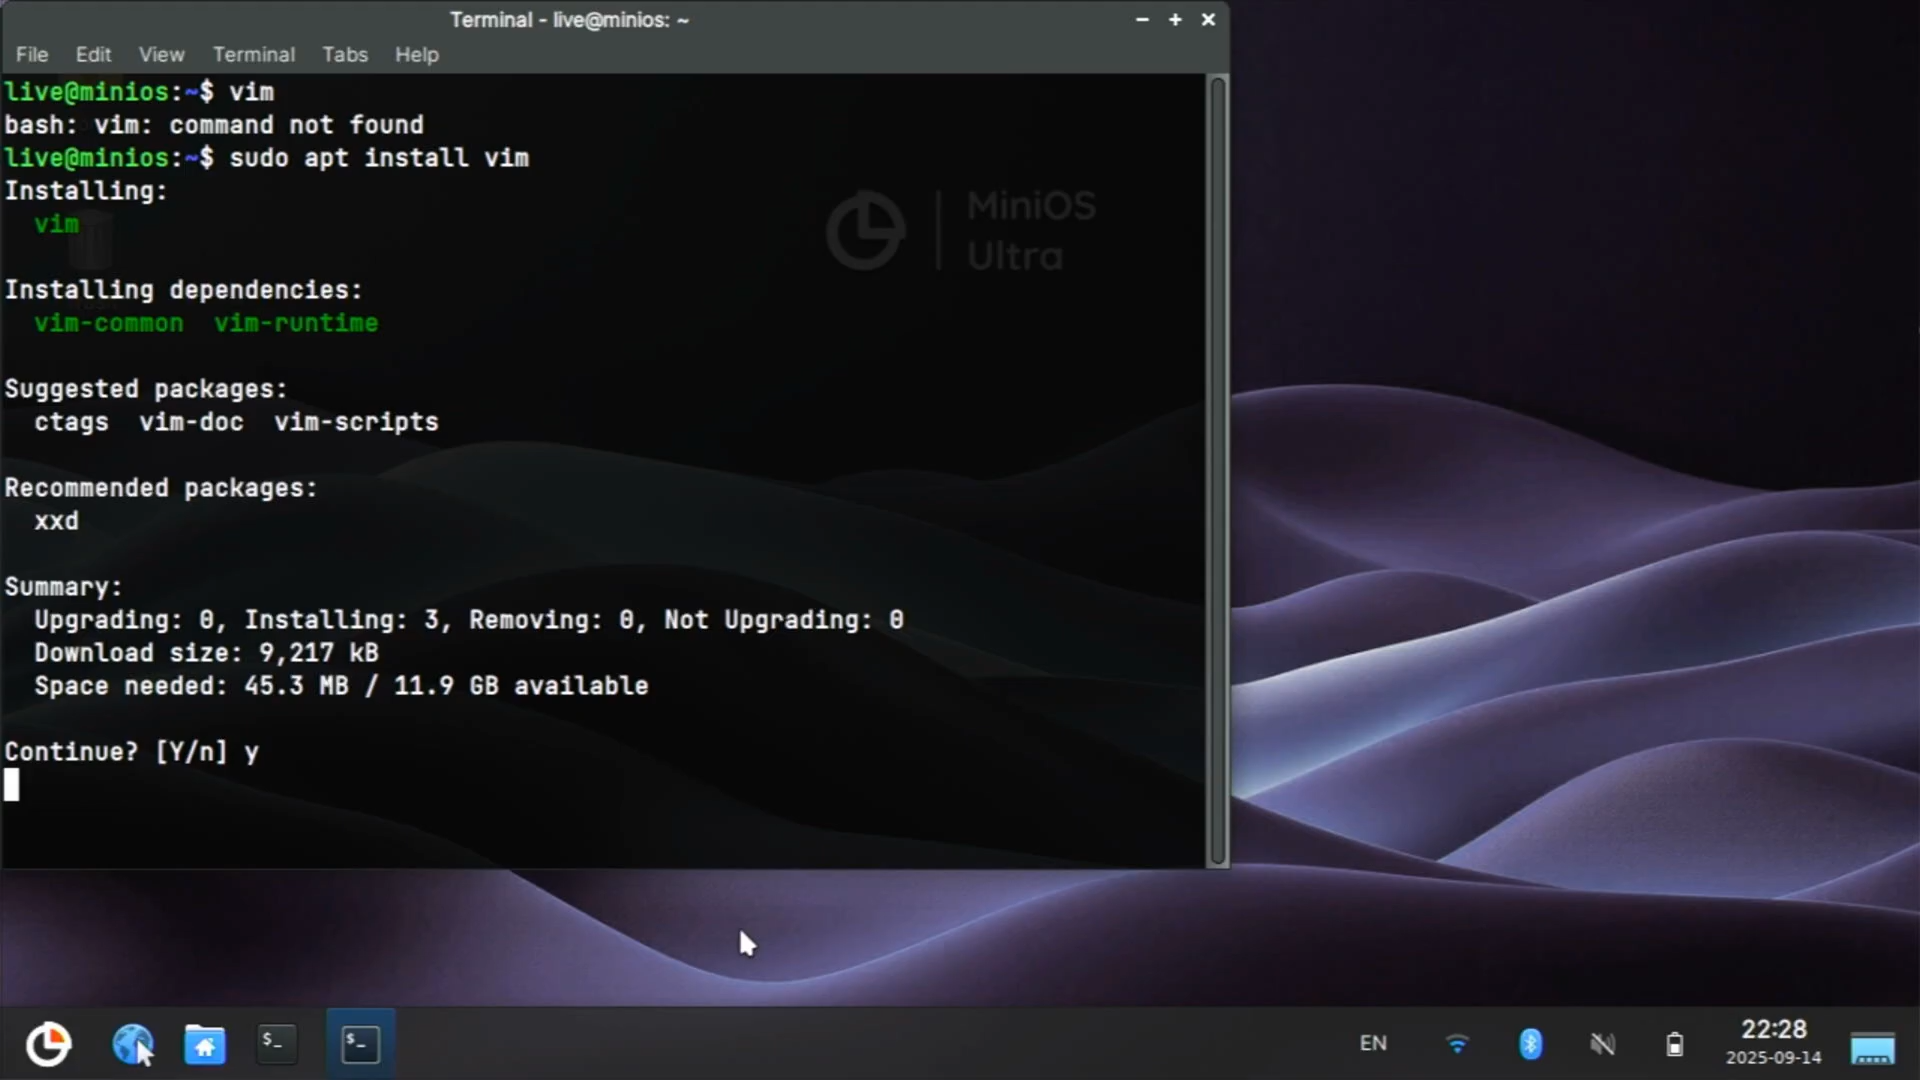 Terminal - live@minios: ~
File Edit View Terminal Tabs Help
live@minios:~$ vim
bash: vim: command not found
live@minios:~$ sudo apt install vim
Installing:
vim
MiniOS
Ultra
Installing dependencies:
vim-common vim-runtime
Suggested packages:
ctags vim-doc vim-scripts
Recommended packages:
xxd
Summary:
Upgrading: 0, Installing: 3, Removing: 0, Not Upgrading: 0
Download size: 9,217 kB
Space needed: 45.3 MB / 11.9 GB available
Continue? [Y/n] y
$_
$_
EN
22:28
2025-09-14